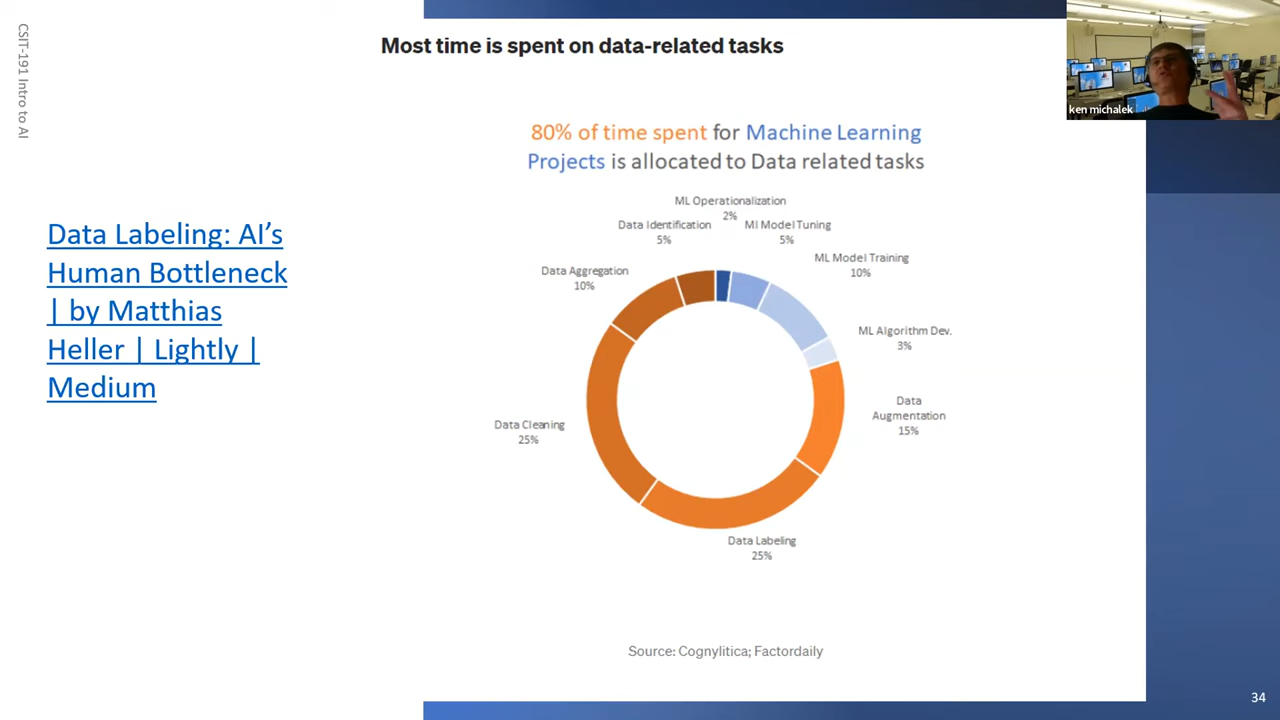 CSIT-191 Intro to AI
Most time is spent on data-related tasks
ken michalek
80% of time spent for Machine Learning
Projects is allocated to Data related tasks
Data Labeling: AI’s
Human Bottleneck
| by Matthias
Heller | Lightly |
Medium
ML Operationalization
2%
Data Identification
5%
Ml Model Tuning
5%
ML Model Training
10%
Data Aggregation
10%
ML Algorithm Dev.
3%
Data
Augmentation
15%
Data Cleaning
25%
Data Labeling
25%
Source: Cognylitica; Factordaily
34